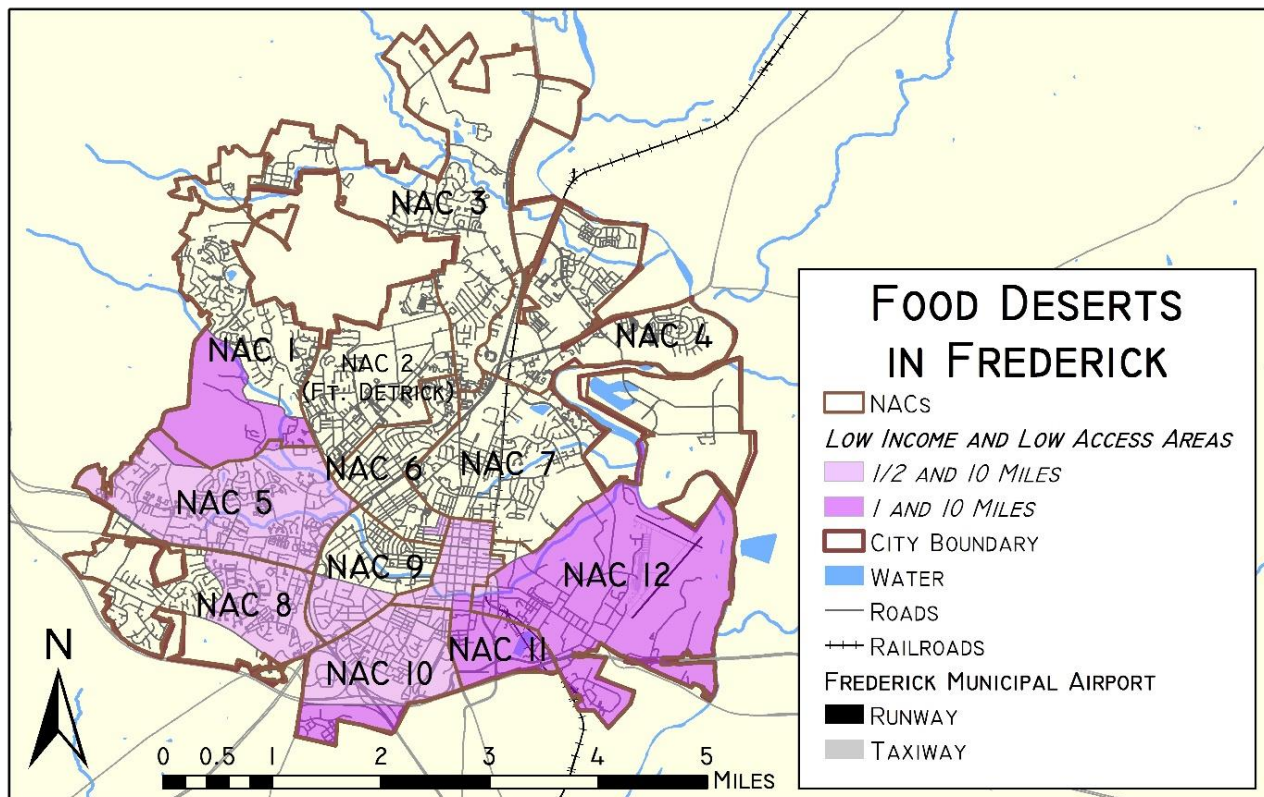 NAC 3
NAC 1
NAC 4
NAC 2
(FT. DETRICK)
NAC 6
NAC 7
NAC 5
NAC 9
NAC 12
NAC 8
NAC 11
NAC 10
N
0 0.5 1 2 3 4 5
MILES
FOOD DESERTS
IN FREDERICK
NACS
LOW INCOME AND LOW ACCESS AREAS
1/2 AND 10 MILES
1 AND 10 MILES
CITY BOUNDARY
WATER
ROADS
RAILROADS
FREDERICK MUNICIPAL AIRPORT
RUNWAY
TAXIWAY